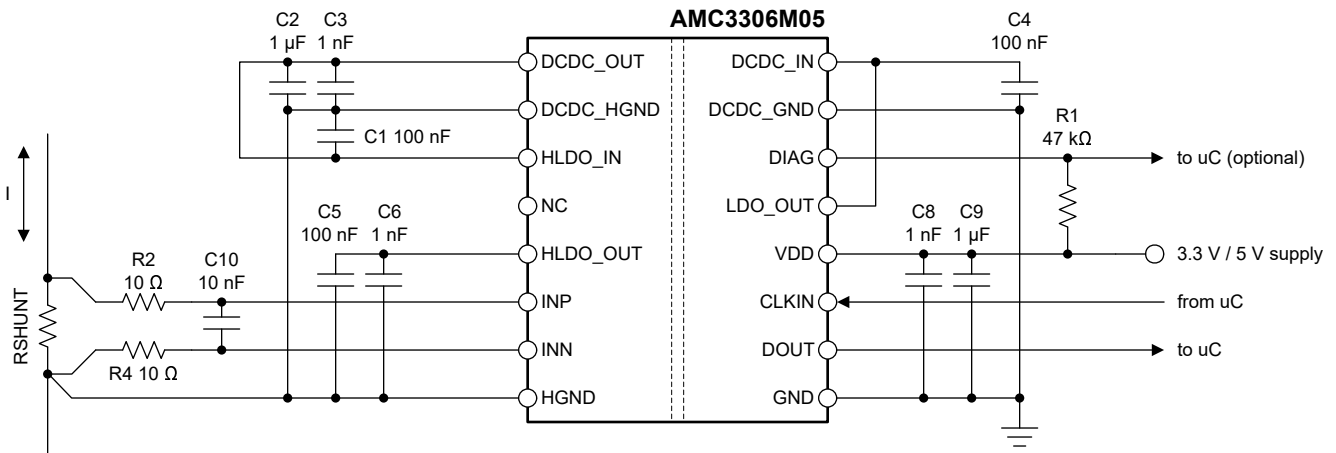 AMC3306M05
C2
1 µF
C3
1 nF
C4
100 nF
DCDC_OUT
DCDC_IN
DCDC_HGND
DCDC_GND
R1
47 kΩ
C1 100 nF
HLDO_IN
DIAG
to uC (optional)
I
NC
LDO_OUT
C5
100 nF
C6
1 nF
C8
1 nF
C9
1 µF
HLDO_OUT
VDD
3.3 V / 5 V supply
R2
10 Ω
C10
10 nF
INP
CLKIN
from uC
RSHUNT
INN
DOUT
to uC
R4 10 Ω
HGND
GND